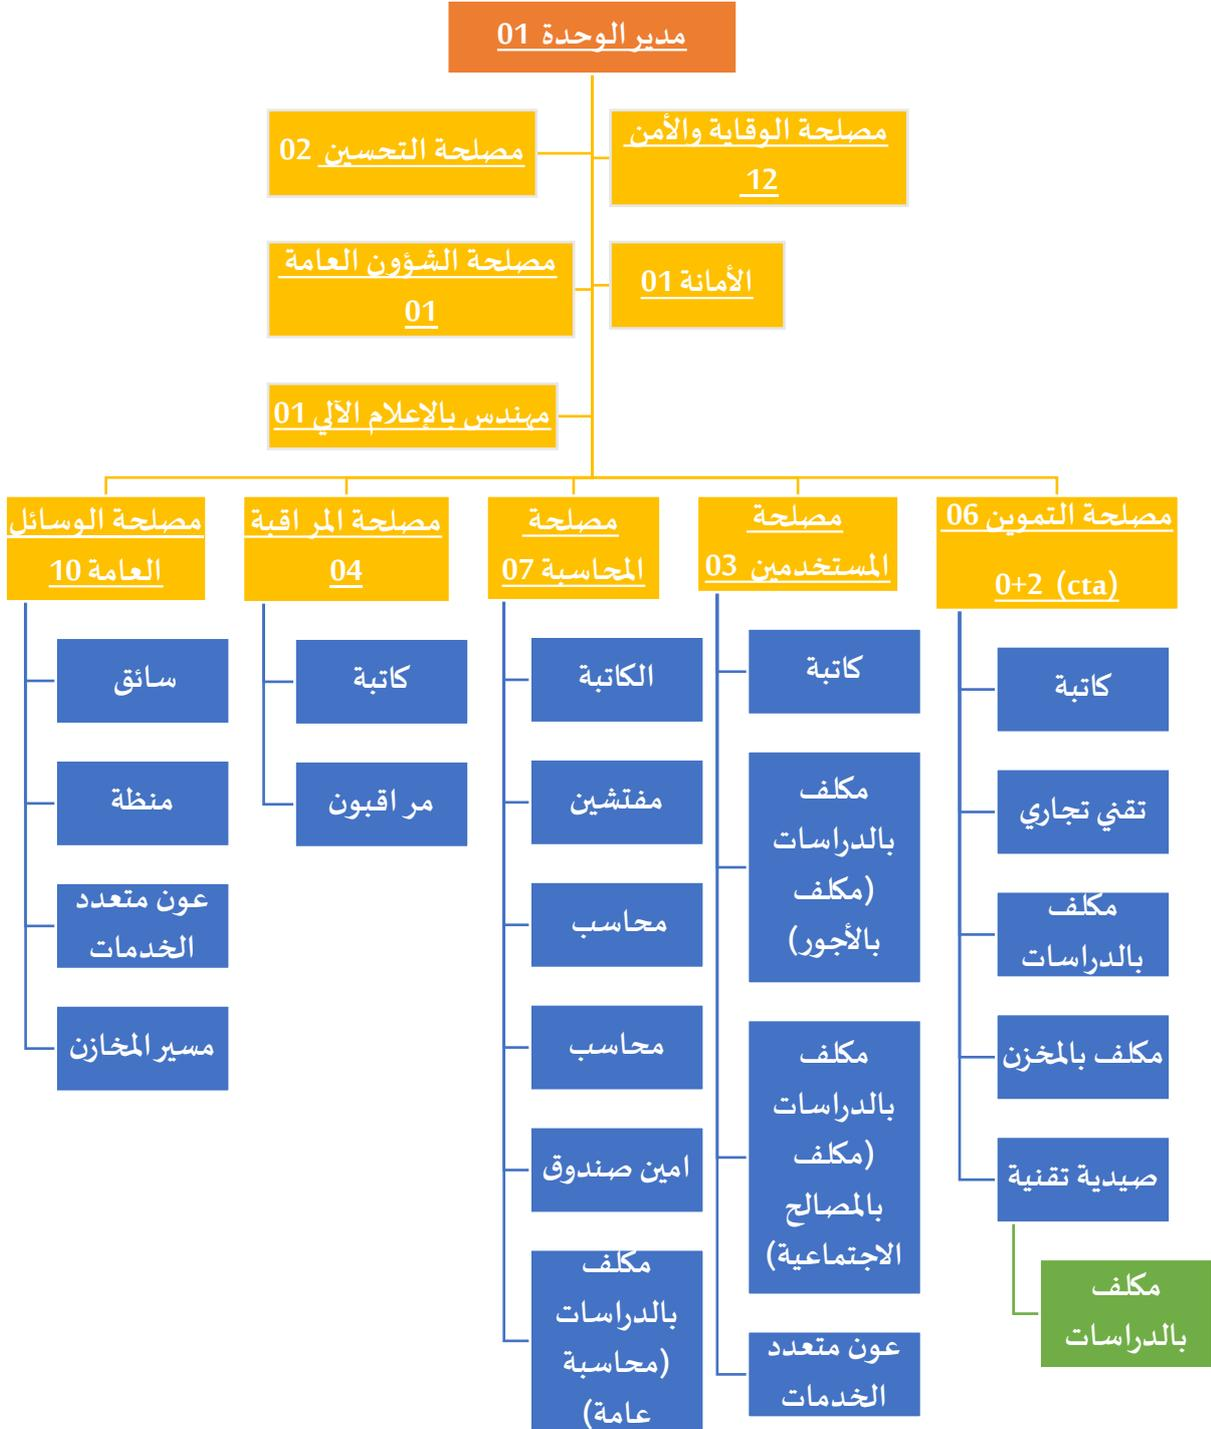 مدير الوحدة 01
مصلحة الوقاية والأمن
12
مصلحة التحسين 02
الأمانة 01
مصلحة الشؤون العامة
01
مهندس بالإعلام الآلي 01
مصلحة التموين 06
0+2 (cta)
كاتبة
تقني تجاري
مكلف
بالدراسات
مكلف بالمخزن
صيدية تقنية
مكلف
بالدراسات
مصلحة
المستخدمين 03
كاتبة
مكلف
بالدراسات
(مكلف
بالأجور)
مكلف
بالدراسات
(مكلف
بالمصالح
الاجتماعية)
عون متعدد
الخدمات
مصلحة
المحاسبة 07
الكاتبة
مفتشين
محاسب
محاسب
امين صندوق
مكلف
بالدراسات
(محاسبة
عامة)
مصلحة المراقبة
04
كاتبة
مراقبون
مصلحة الوسائل
العامة 10
سائق
منظة
عون متعدد
الخدمات
مسير المخازن